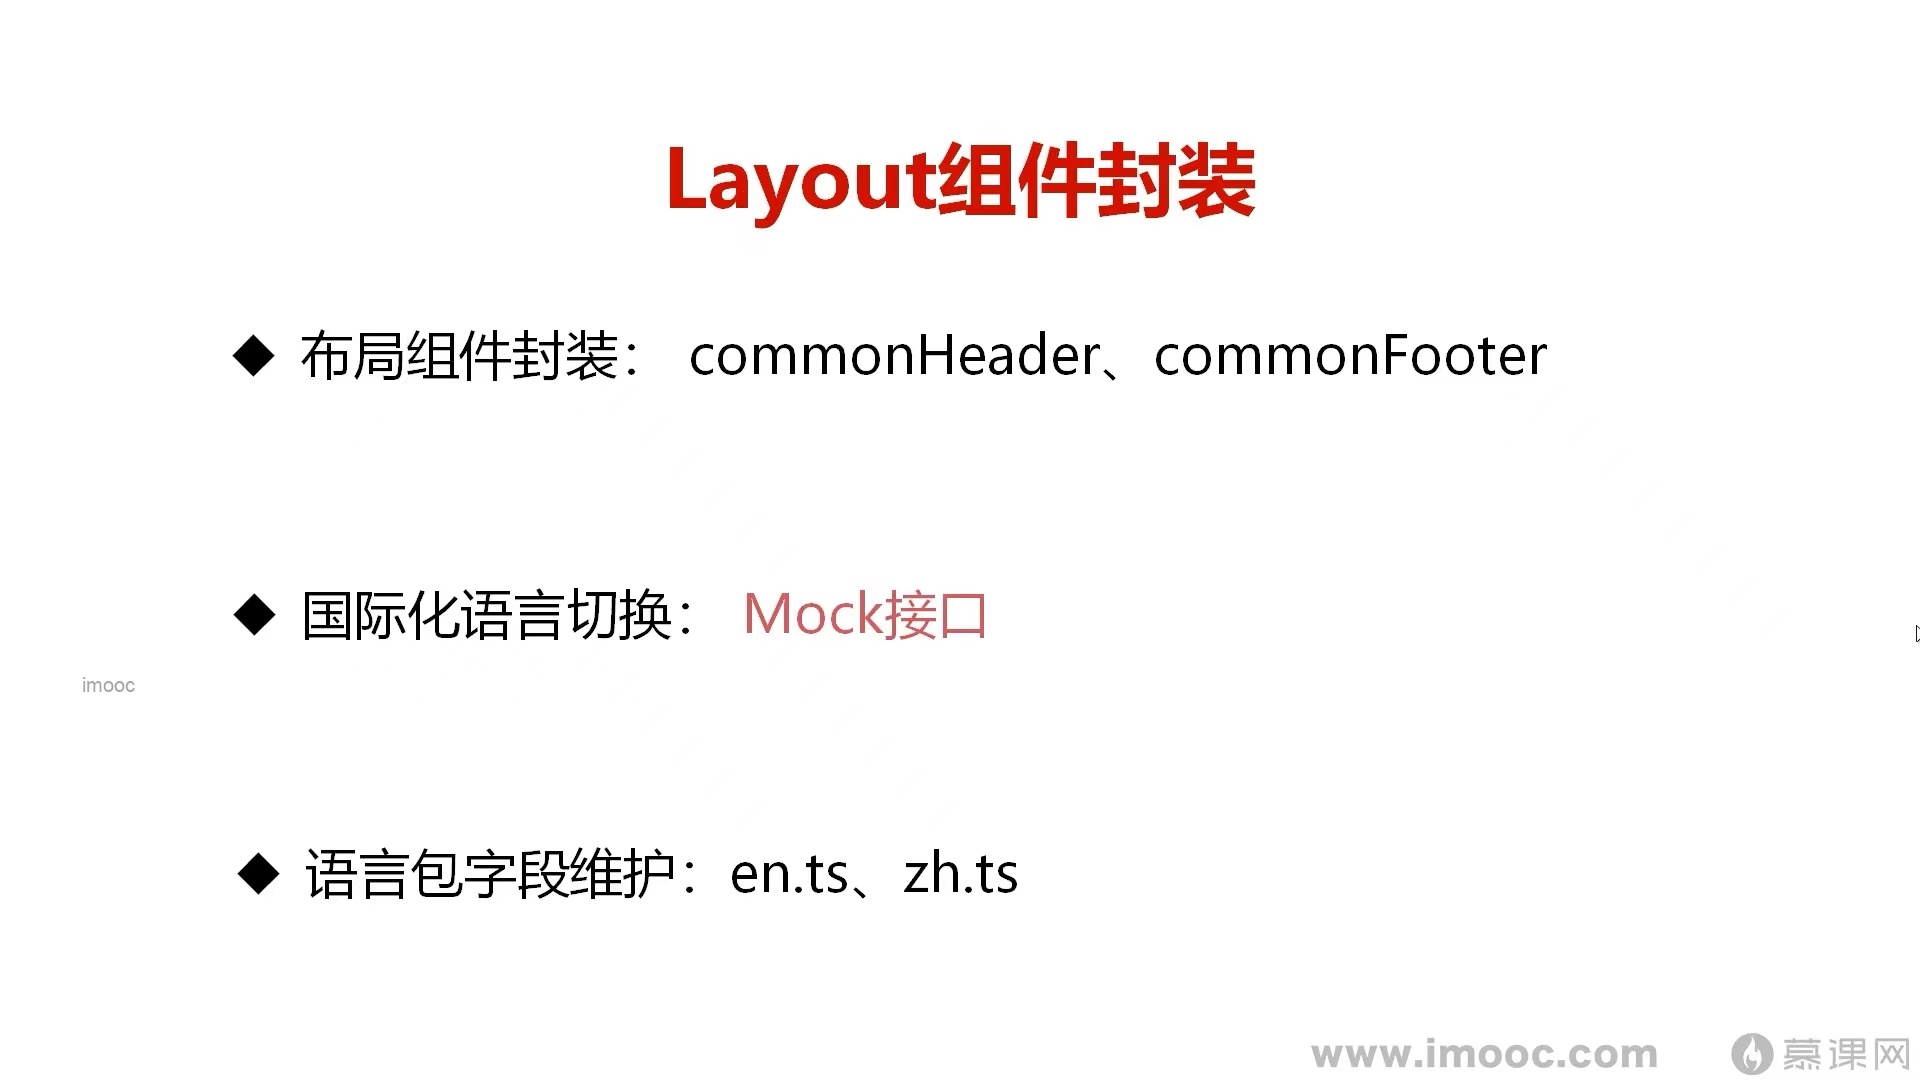 Layout组件封装
◆ 布局组件封装： commonHeader、commonFooter
◆ 国际化语言切换： Mock接口
imooc
◆ 语言包字段维护：en.ts、zh.ts
www.imooc.com 慕课网